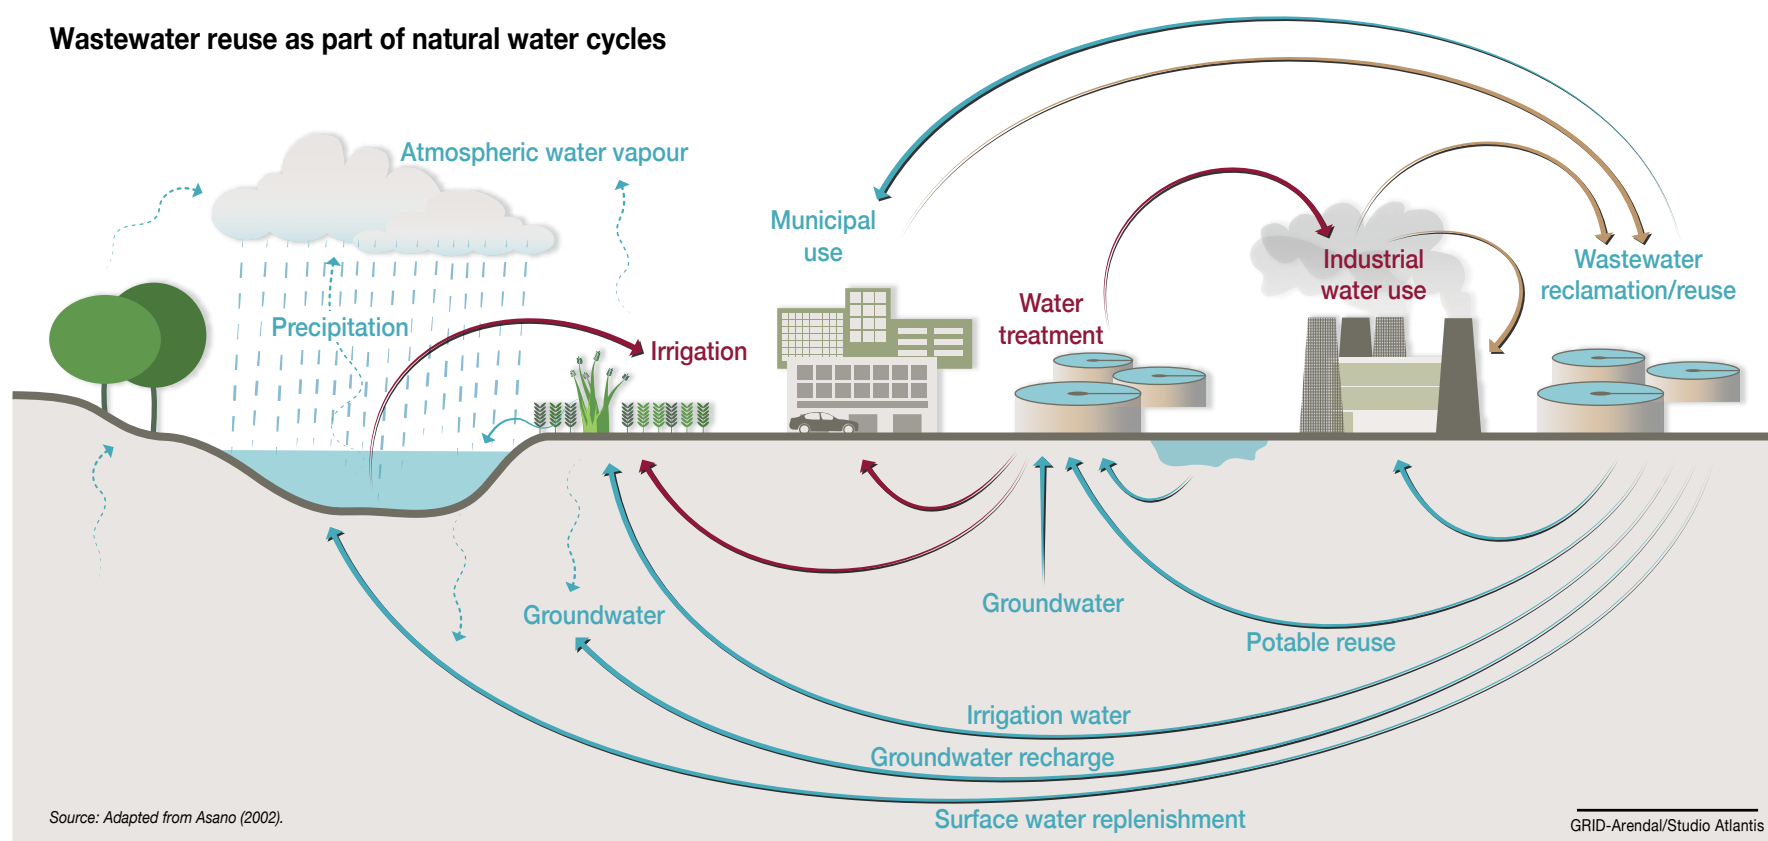 Wastewater reuse as part of natural water cycles
Atmospheric water vapour
Municipal
use
Wastewater
reclamation/reuse
Industrial
water use
Water
treatment
Precipitation
Irrigation
Groundwater
Groundwater
Potable reuse
Irrigation water
Groundwater recharge
Surface water replenishment
Source: Adapted from Asano (2002).
GRID-Arendal/Studio Atlantis